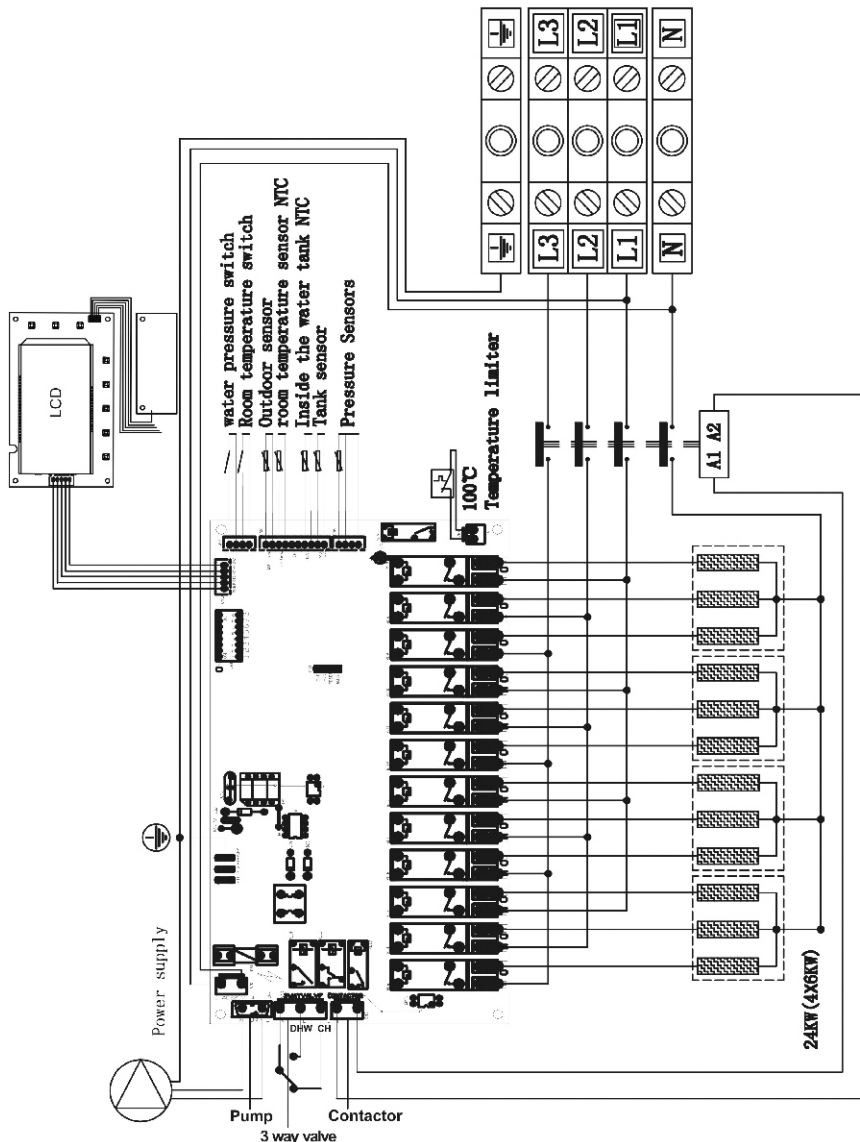 L3
L2
L1
N
L3
L2
L1
N
LCD
water pressure switch
Room temperature switch
Outdoor sensor
room temperature sensor NTC
Inside the water tank NTC
Tank sensor
Pressure Sensors
100℃
Temperature limiter
A1 A2
Power supply
24KW(4X6KW)
DHW CH
Pump
Contactor
3 way valve